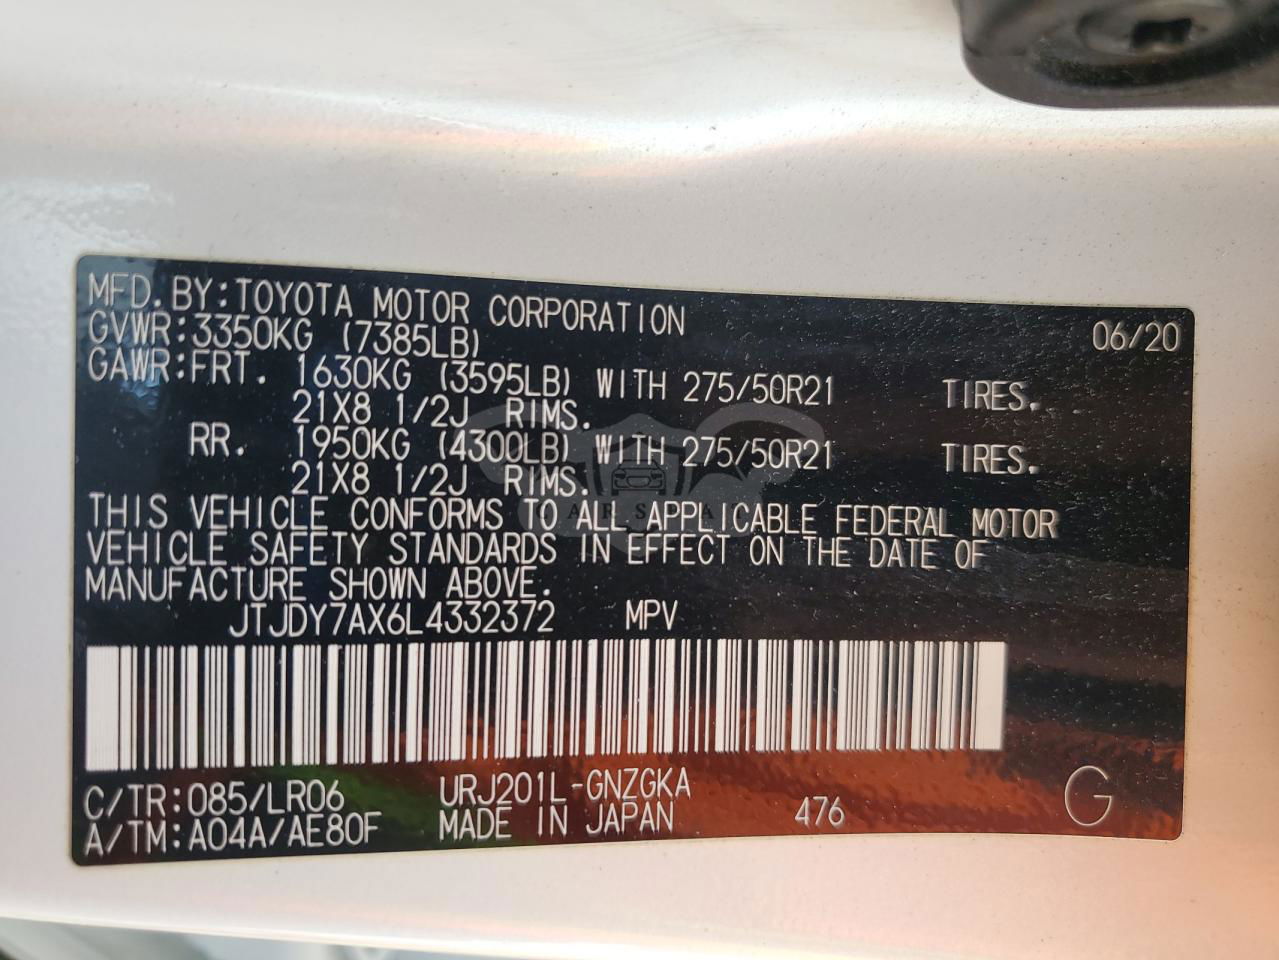 MFD. BY: TOYOTA MOTOR CORPORATION 06/20
GVWR: 3350KG (7385LB)
GAWR: FRT. 1630KG (3595LB) WITH 275/50R21 TIRES.
21X8 1/2J RIMS.
RR. 1950KG (4300LB) WITH 275/50R21 TIRES.
21X8 1/2J RIMS.
THIS VEHICLE CONFORMS TO ALL APPLICABLE FEDERAL MOTOR
VEHICLE SAFETY STANDARDS IN EFFECT ON THE DATE OF
MANUFACTURE SHOWN ABOVE.
JTJDY7AX6L4332372 MPV
C/TR: 085/LR06 URJ201L-GNZGKA
A/TM: A04A/AE80F MADE IN JAPAN 476 G